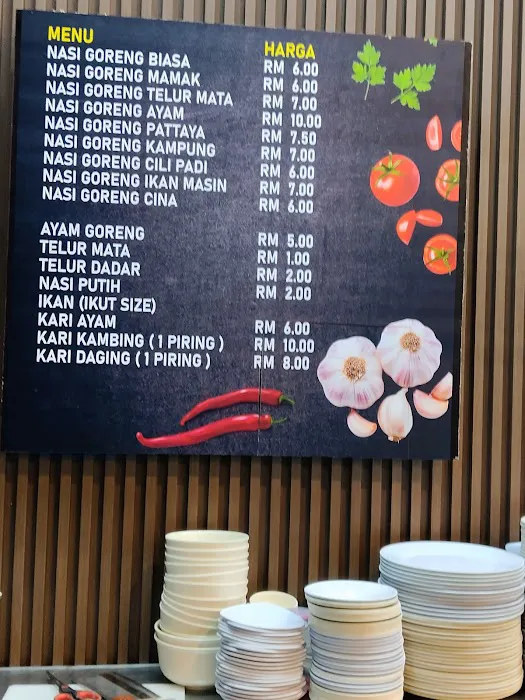 MENU HARGA
NASI GORENG BIASA RM 6.00
NASI GORENG MAMAK RM 6.00
NASI GORENG TELUR MATA RM 7.00
NASI GORENG AYAM RM 10.00
NASI GORENG PATTAYA RM 7.50
NASI GORENG KAMPUNG RM 7.00
NASI GORENG CILI PADI RM 6.00
NASI GORENG IKAN MASIN RM 7.00
NASI GORENG CINA RM 6.00
AYAM GORENG RM 5.00
TELUR MATA RM 1.00
TELUR DADAR RM 2.00
NASI PUTIH RM 2.00
IKAN (IKUT SIZE)
KARI AYAM RM 6.00
KARI KAMBING ( 1 PIRING ) RM 10.00
KARI DAGING ( 1 PIRING ) RM 8.00